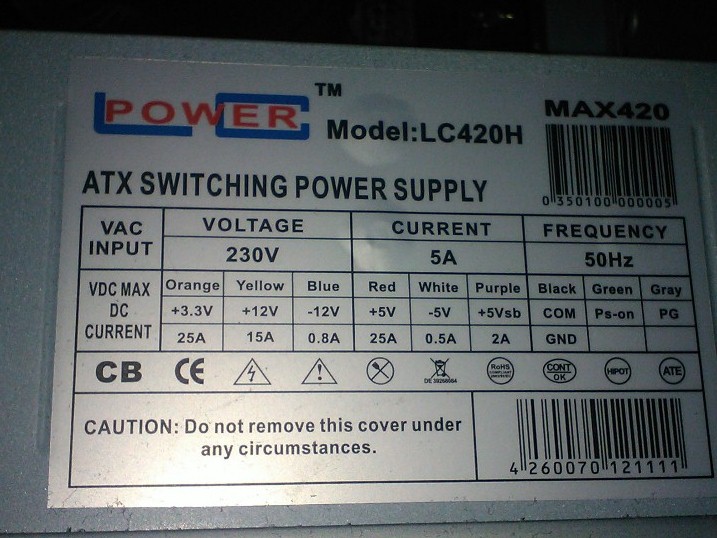 LC POWER TM
MAX420
Model:LC420H
0 350100 000005
ATX SWITCHING POWER SUPPLY
VAC INPUT VOLTAGE CURRENT FREQUENCY
230V 5A 50Hz
VDC MAX DC CURRENT Orange Yellow Blue Red White Purple Black Green Gray
+3.3V +12V -12V +5V -5V +5Vsb COM Ps-on PG
25A 15A 0.8A 25A 0.5A 2A GND
CB CE RoHS CONT OK HIPOT ATE
CAUTION: Do not remove this cover under
any circumstances.
4 260070 121111